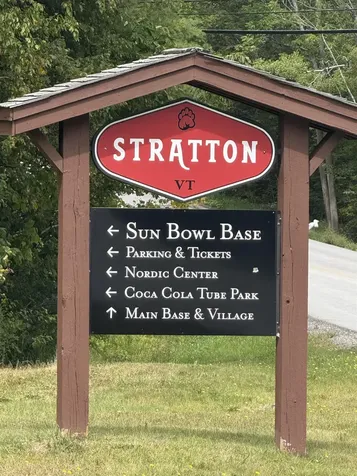 STRATTON
VT
← SUN BOWL BASE
← PARKING & TICKETS
← NORDIC CENTER
← COCA COLA TUBE PARK
↑ MAIN BASE & VILLAGE